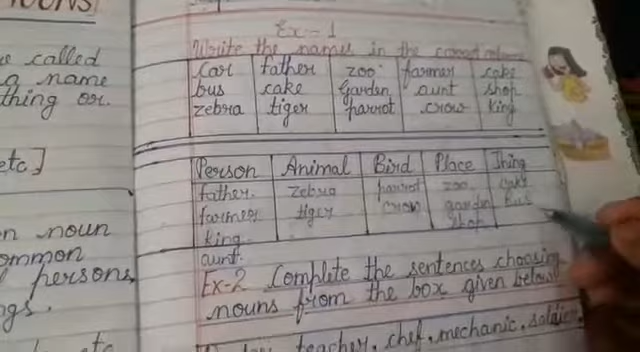 OUNS)
Ex-1
e called
a name
thing or.
etc]
n noun
ommon
persons,
ngs.
etc
Write the names in the correct
Car father zoo farmer cake
bus cake garden aunt shop
zebra tiger parrot crow king
Person Animal Bird Place Thing
father zebra parrot zoo cake
farmer tiger crow garden bus
king shop
aunt.
Ex-2 Complete the sentences choosing
nouns from the box given below
teacher, chef, mechanic, soldier,